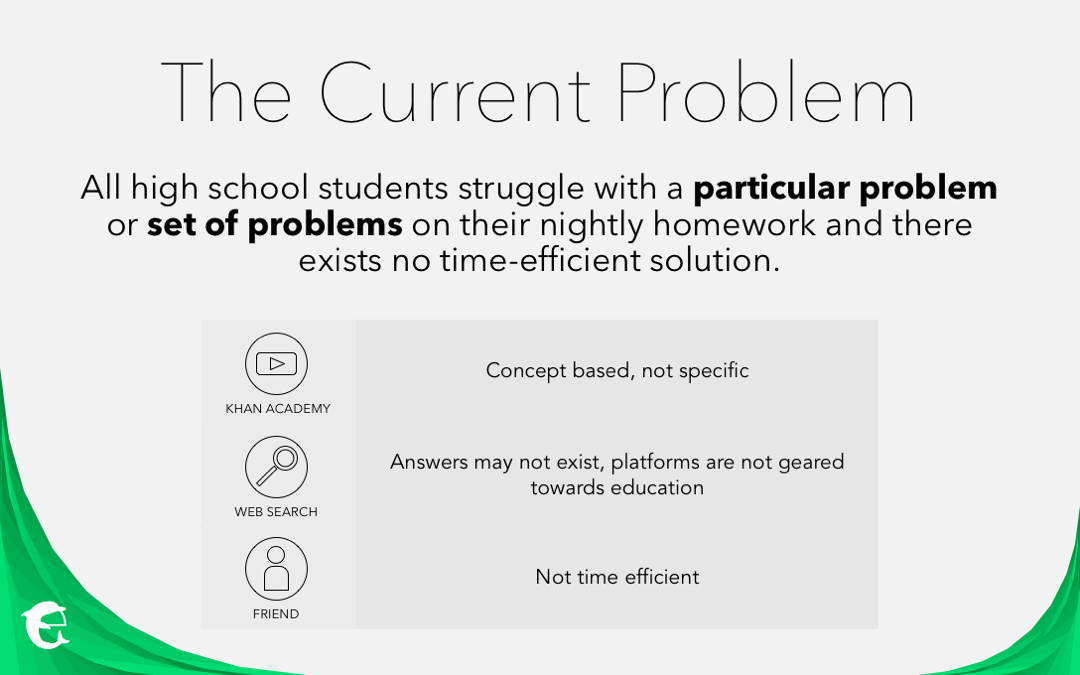 The Current Problem
All high school students struggle with a particular problem
or set of problems on their nightly homework and there
exists no time-efficient solution.
KHAN ACADEMY
Concept based, not specific
WEB SEARCH
Answers may not exist, platforms are not geared
towards education
FRIEND
Not time efficient